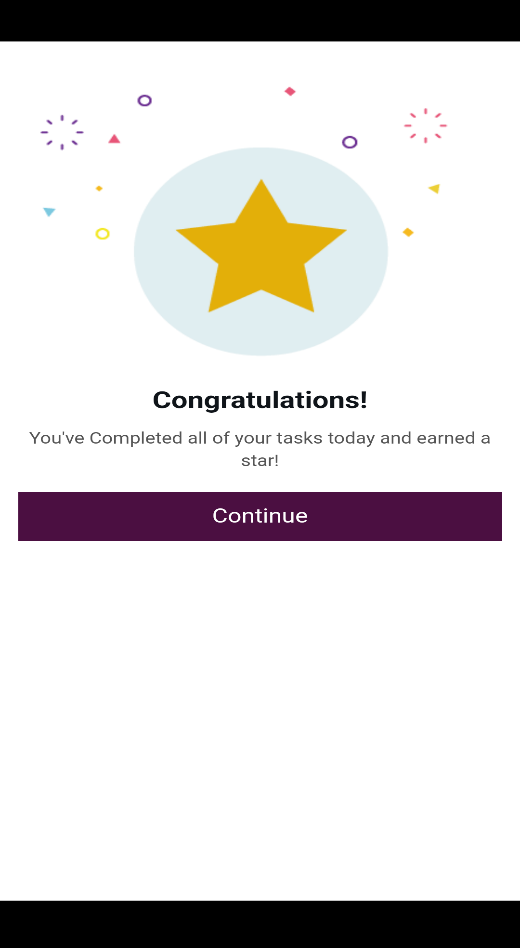 Congratulations!
You've Completed all of your tasks today and earned a
star!
Continue